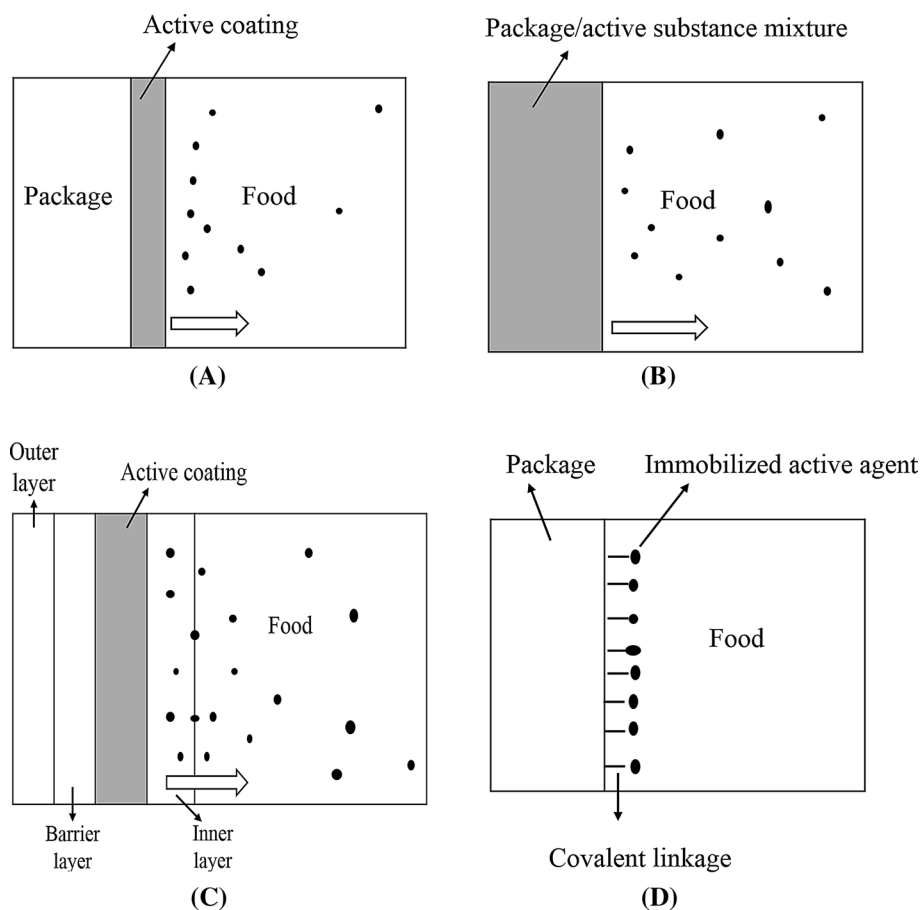 Active coating
Package
Food
(A)
Package/active substance mixture
Food
(B)
Outer
layer
Active coating
Food
Barrier
layer
Inner
layer
(C)
Package
Immobilized active agent
Food
Covalent linkage
(D)